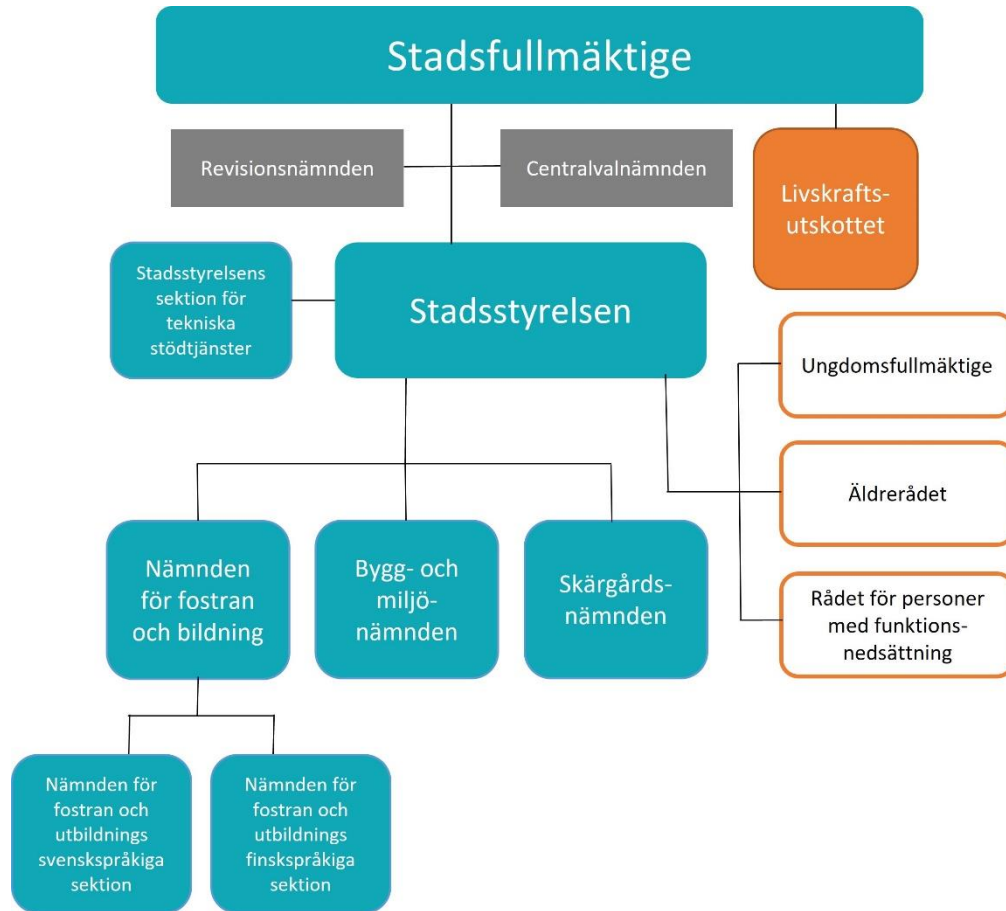 Stadsfullmäktige
Revisionsnämnden
Centralvalnämnden
Livskrafts-
utskottet
Stadsstyrelsens
sektion för
tekniska
stödtjänster
Stadsstyrelsen
Ungdomsfullmäktige
Äldrerådet
Rådet för personer
med funktions-
nedsättning
Nämnden
för fostran
och bildning
Bygg- och
miljö-
nämnden
Skärgårds-
nämnden
Nämnden för
fostran och
utbildnings
svenskspråkiga
sektion
Nämnden för
fostran och
utbildnings
finskspråkiga
sektion